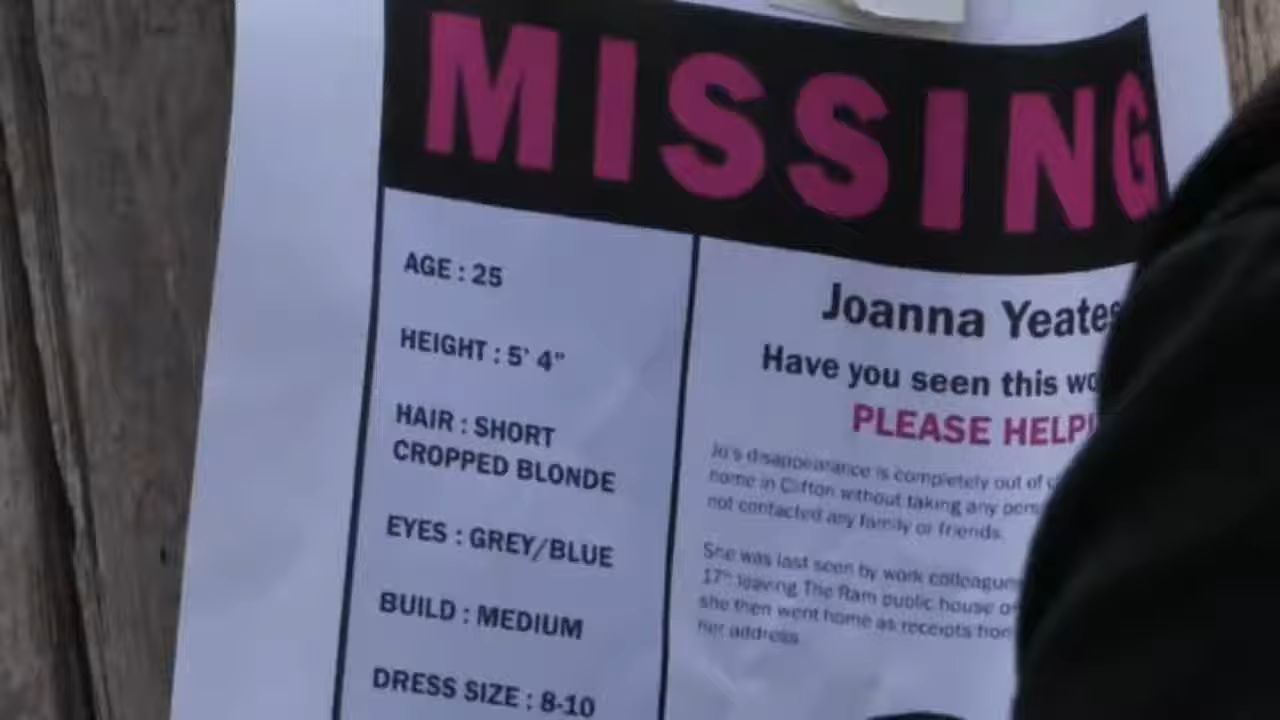 MISSING
AGE : 25
HEIGHT : 5' 4"
HAIR : SHORT
CROPPED BLONDE
EYES : GREY/BLUE
BUILD : MEDIUM
DRESS SIZE : 8-10
Joanna Yeates
Have you seen this
PLEASE HELP!
Jo's disappearance is completely out of
home in Clifton without taking any
not contacted any family or friends.
She was last seen by work
17th leaving The Ram public house
she then went home as receipts
her address